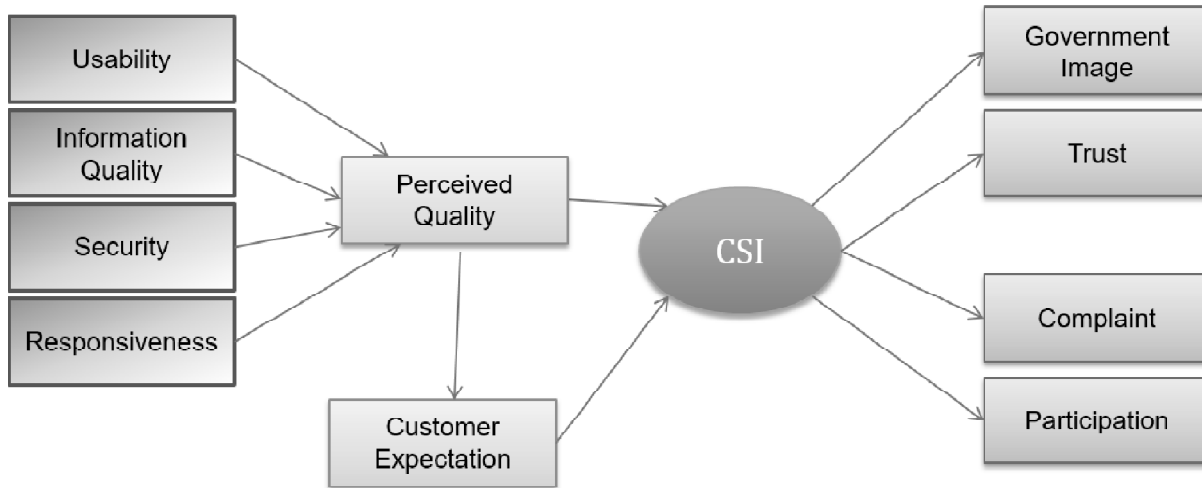 Usability
Information
Quality
Security
Responsiveness
Perceived
Quality
Customer
Expectation
CSI
Government
Image
Trust
Complaint
Participation